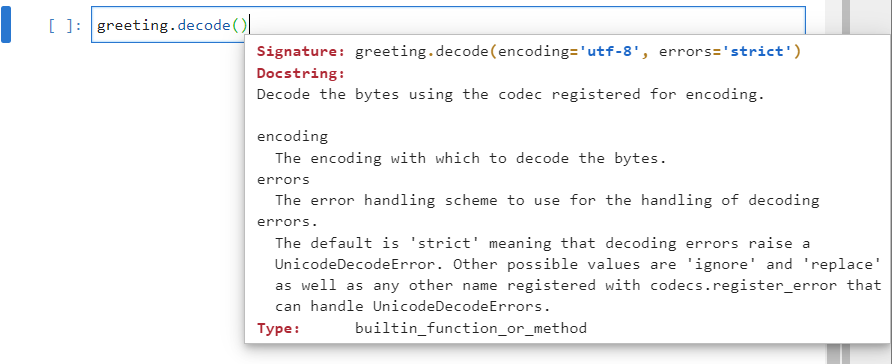 [ ]: greeting.decode()
Signature: greeting.decode(encoding='utf-8', errors='strict')
Docstring:
Decode the bytes using the codec registered for encoding.
encoding
  The encoding with which to decode the bytes.
errors
  The error handling scheme to use for the handling of decoding
errors.
  The default is 'strict' meaning that decoding errors raise a
  UnicodeDecodeError. Other possible values are 'ignore' and 'replace'
  as well as any other name registered with codecs.register_error that
  can handle UnicodeDecodeErrors.
Type:      builtin_function_or_method